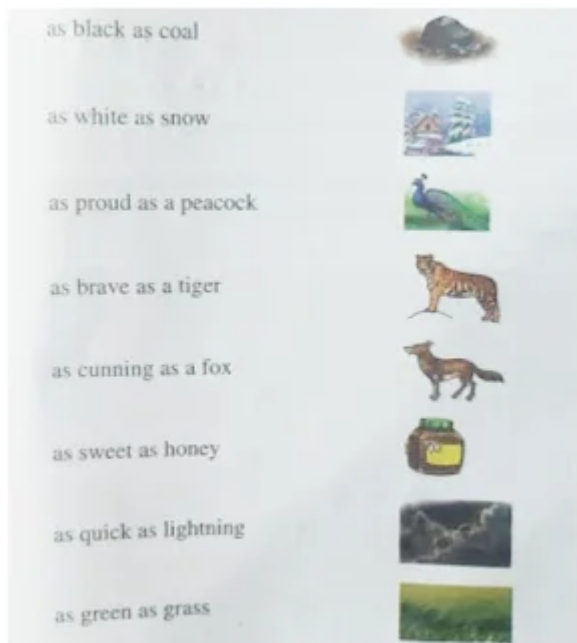 as black as coal
as white as snow
as proud as a peacock
as brave as a tiger
as cunning as a fox
as sweet as honey
as quick as lightning
as green as grass